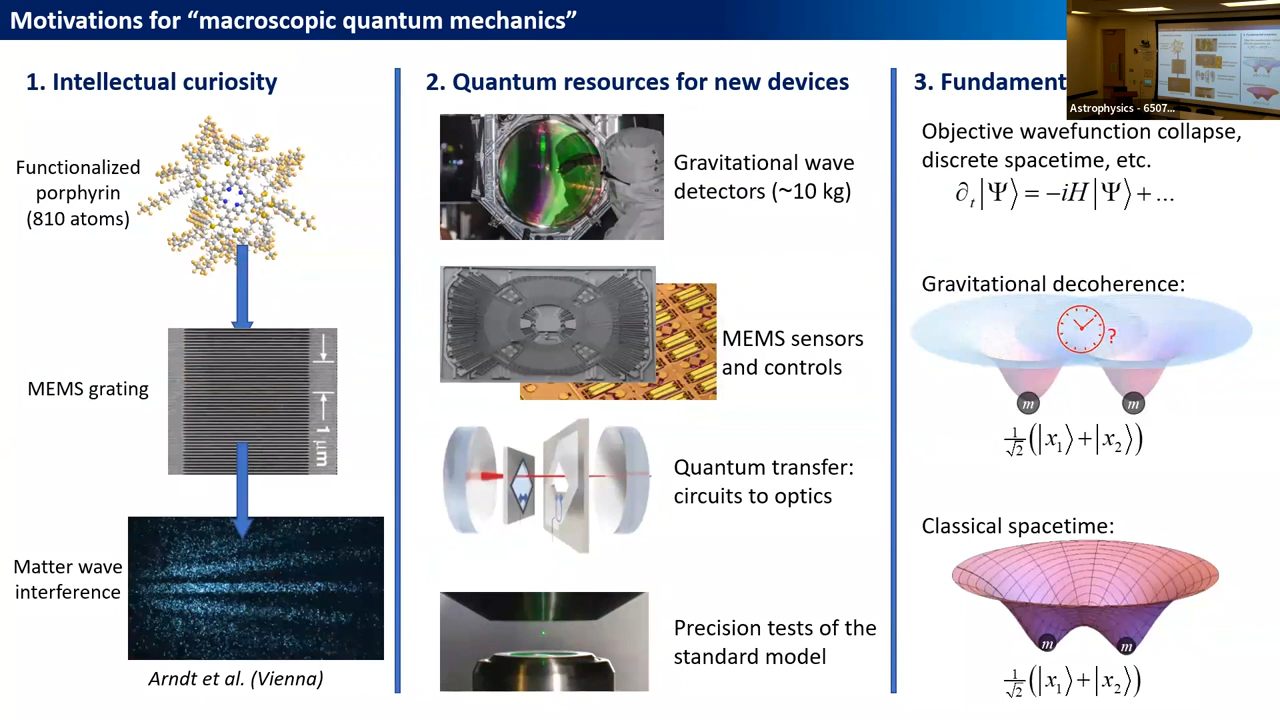 Motivations for “macroscopic quantum mechanics”
1. Intellectual curiosity
Functionalized
porphyrin
(810 atoms)
MEMS grating
1 μm
Matter wave
interference
Arndt et al. (Vienna)
2. Quantum resources for new devices
Gravitational wave
detectors (~10 kg)
MEMS sensors
and controls
Quantum transfer:
circuits to optics
Precision tests of the
standard model
3. Fundament
Astrophysics - 6507...
Objective wavefunction collapse,
discrete spacetime, etc.
∂ₜ|Ψ⟩ = −iH|Ψ⟩ + ...
Gravitational decoherence:
?
m m
1/√2 (|x₁⟩ + |x₂⟩)
Classical spacetime:
m m
1/√2 (|x₁⟩ + |x₂⟩)